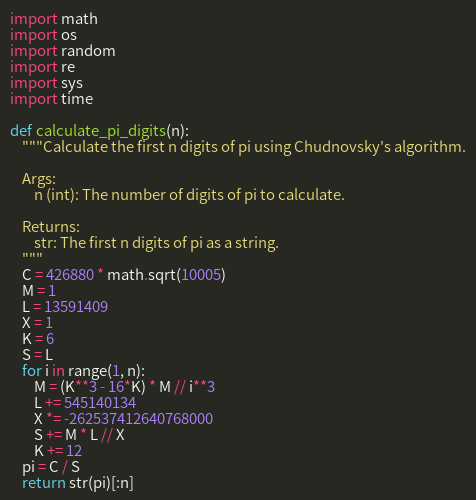 import math
import os
import random
import re
import sys
import time

def calculate_pi_digits(n):
    """Calculate the first n digits of pi using Chudnovsky's algorithm.

    Args:
        n (int): The number of digits of pi to calculate.

    Returns:
        str: The first n digits of pi as a string.
    """
    C = 426880 * math.sqrt(10005)
    M = 1
    L = 13591409
    X = 1
    K = 6
    S = L
    for i in range(1, n):
        M = (K**3 - 16*K) * M // i**3
        L += 545140134
        X *= -262537412640768000
        S += M * L // X
        K += 12
    pi = C / S
    return str(pi)[:n]